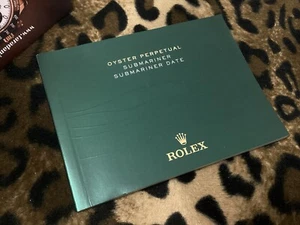 OYSTER PERPETUAL
SUBMARINER
SUBMARINER DATE
ROLEX